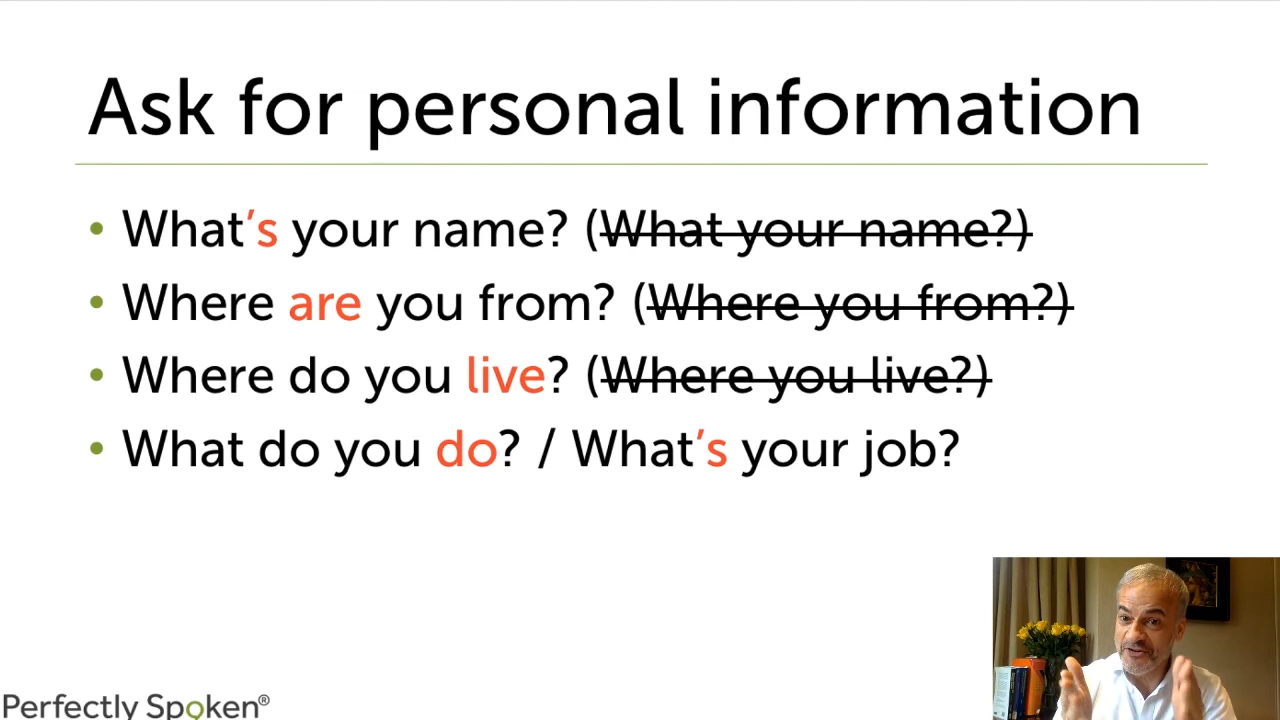 Ask for personal information
• What's your name? (What your name?)
• Where are you from? (Where you from?)
• Where do you live? (Where you live?)
• What do you do? / What's your job?
Perfectly Spoken®